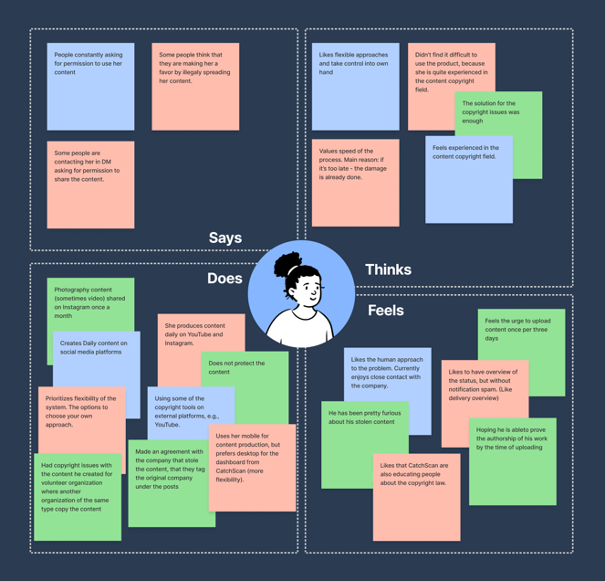 People constantly asking
for permission to use her
content
Some people think that
they are making her a
favor by illegally spreading
her content.
Some people are
contacting her in DM
asking for permission to
share the content.
Says
Likes flexible approaches
and take control into own
hand
Didn't find it difficult to
use the product, because
she is quite experienced in
the content copyright
field.
The solution for the
copyright issues was
enough
Values speed of the
process. Main reason: if
it's too late - the damage
is already done.
Feels experienced in the
content copyright field.
Thinks
Does
Photography content
(sometimes video) shared
on Instagram once a
month
Creates Daily content on
social media platforms
She produces content
daily on YouTube and
Instagram.
Does not protect the
content
Prioritizes flexibility of the
system. The options to
choose your own
approach.
Using some of the
copyright tools on
external platforms, e.g.,
YouTube.
Uses her mobile for
content production, but
prefers desktop for the
dashboard from
CatchScan (more
flexibility).
Had copyright issues with
the content he created for
volunteer organization
where another
organization of the same
type copy the content
Made an agreement with
the company that stole
the content, that they tag
the original company
under the posts
Feels
Feels the urge to upload
content once per three
days
Likes the human approach
to the problem. Currently
enjoys close contact with
the company.
Likes to have overview of
the status, but without
notification spam. (Like
delivery overview)
He has been pretty furious
about his stolen content
Hoping he is ableto prove
the authorship of his work
by the time of uploading
Likes that CatchScan are
also educating people
about the copyright law.